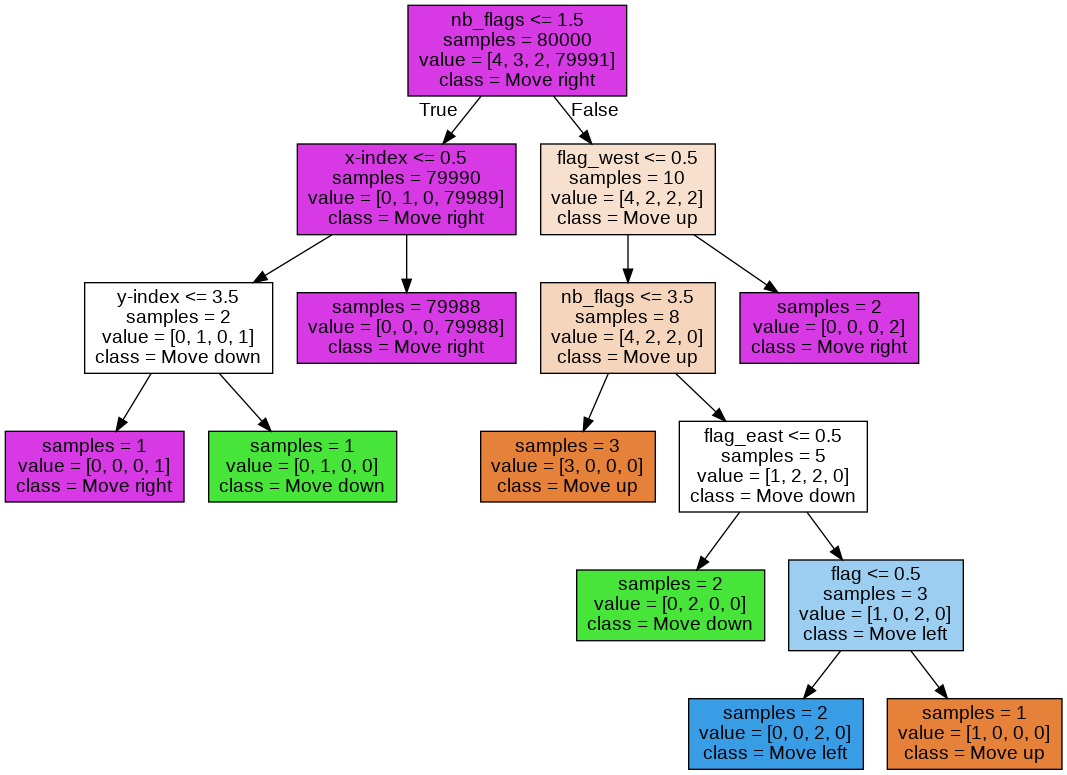 nb_flags <= 1.5
samples = 80000
value = [4, 3, 2, 79991]
class = Move right
True
False
x-index <= 0.5
samples = 79990
value = [0, 1, 0, 79989]
class = Move right
flag_west <= 0.5
samples = 10
value = [4, 2, 2, 2]
class = Move up
y-index <= 3.5
samples = 2
value = [0, 1, 0, 1]
class = Move down
samples = 79988
value = [0, 0, 0, 79988]
class = Move right
nb_flags <= 3.5
samples = 8
value = [4, 2, 2, 0]
class = Move up
samples = 2
value = [0, 0, 0, 2]
class = Move right
samples = 1
value = [0, 0, 0, 1]
class = Move right
samples = 1
value = [0, 1, 0, 0]
class = Move down
samples = 3
value = [3, 0, 0, 0]
class = Move up
flag_east <= 0.5
samples = 5
value = [1, 2, 2, 0]
class = Move down
samples = 2
value = [0, 2, 0, 0]
class = Move down
flag <= 0.5
samples = 3
value = [1, 0, 2, 0]
class = Move left
samples = 2
value = [0, 0, 2, 0]
class = Move left
samples = 1
value = [1, 0, 0, 0]
class = Move up